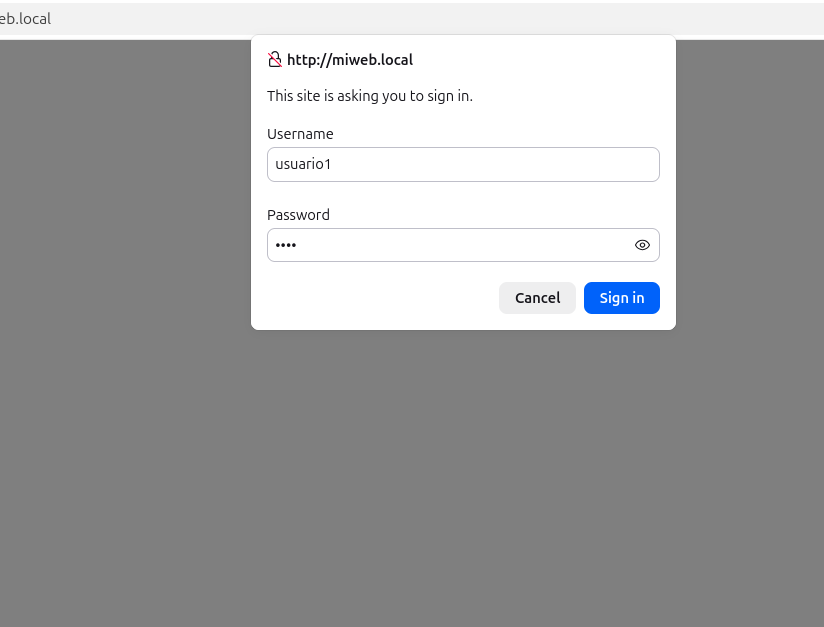 eb.local
http://miweb.local
This site is asking you to sign in.
Username
usuario1
Password
••••
Cancel
Sign in